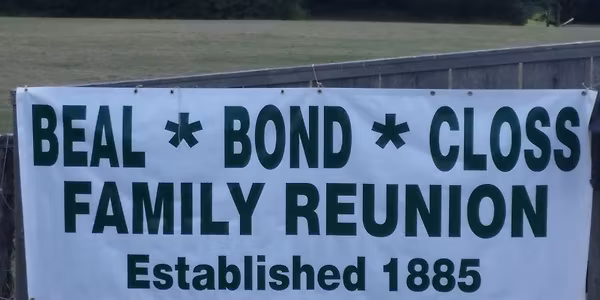 BEAL * BOND * CLOSS
FAMILY REUNION
Established 1885